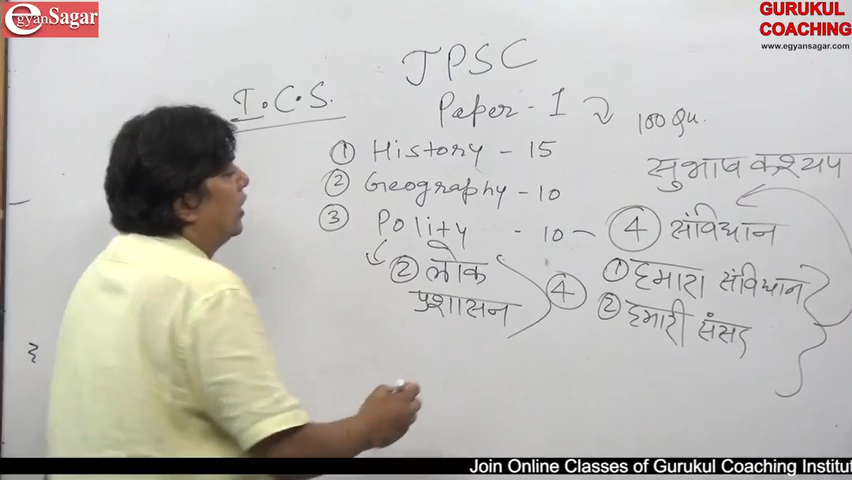 egyanSagar
GURUKUL
COACHING
www.egyansagar.com
JPSC
I.C.S.
Paper - 1
100 Qu.
① History - 15
② Geography - 10
③ Polity - 10 -
② लोक
प्रशासन
④
सुभाष कश्यप
④ संविधान
① हमारा संविधान
② हमारी संसद
Join Online Classes of Gurukul Coaching Institut